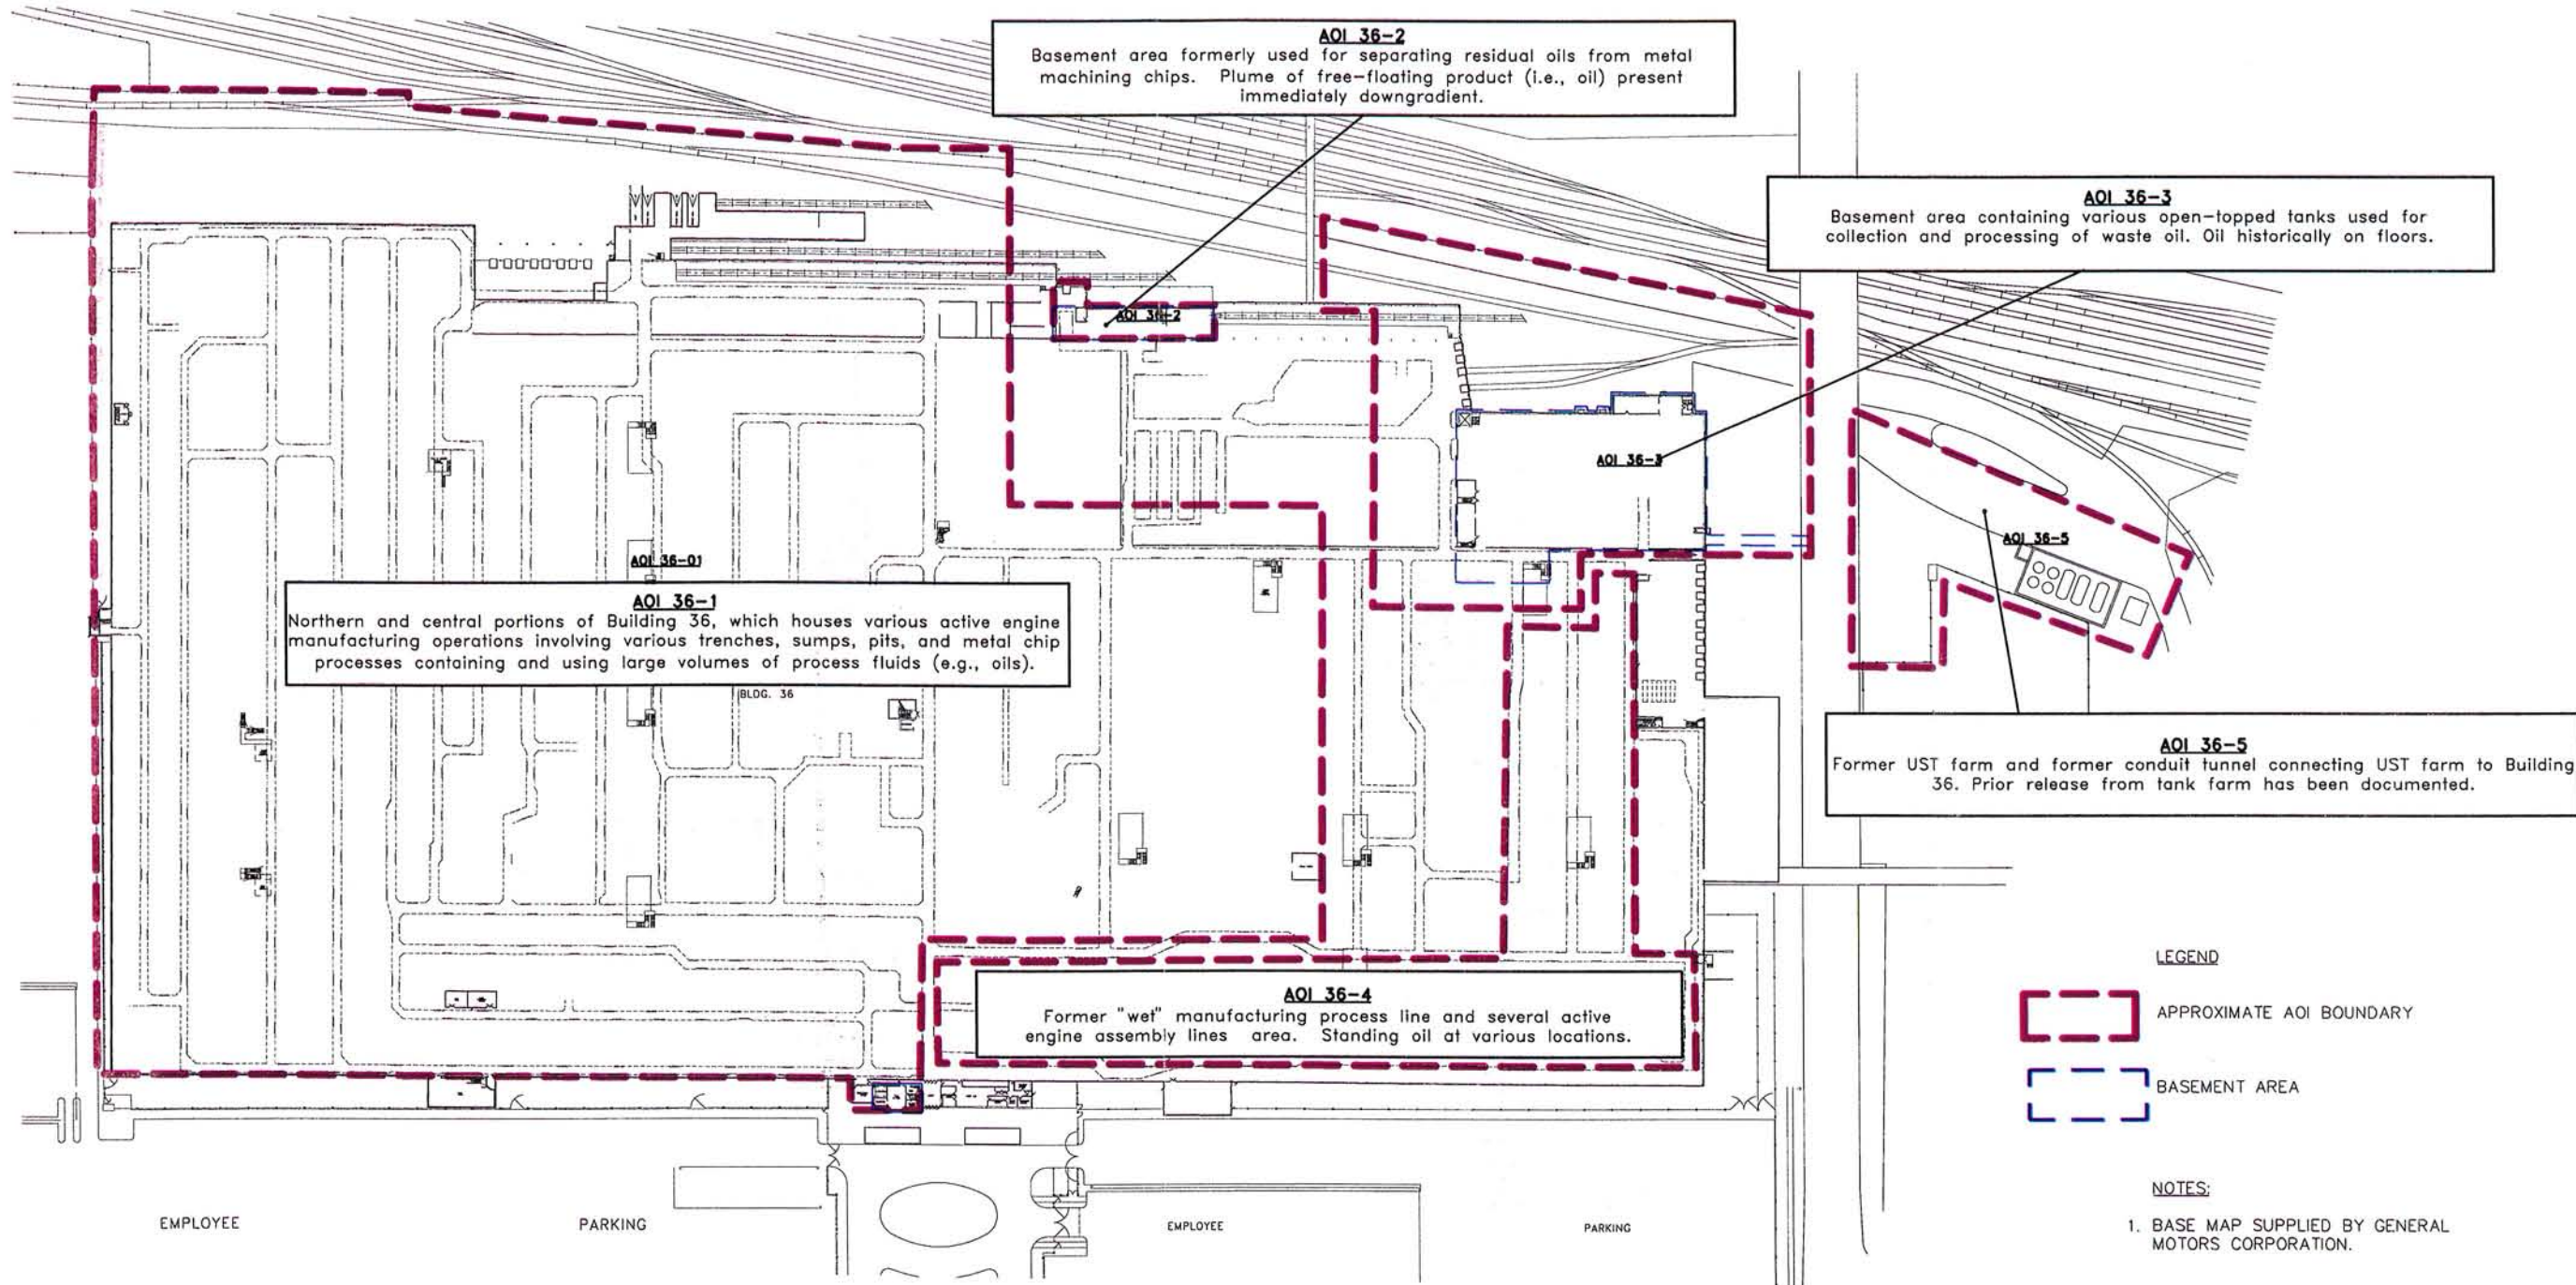 AOI 36-2
Basement area formerly used for separating residual oils from metal
machining chips. Plume of free-floating product (i.e., oil) present
immediately downgradient.
AOI 36-3
Basement area containing various open-topped tanks used for
collection and processing of waste oil. Oil historically on floors.
AOI 36-2
AOI 36-3
AOI 36-5
AOI 36-01
AOI 36-1
Northern and central portions of Building 36, which houses various active engine
manufacturing operations involving various trenches, sumps, pits, and metal chip
processes containing and using large volumes of process fluids (e.g., oils).
BLDG. 36
AOI 36-5
Former UST farm and former conduit tunnel connecting UST farm to Building
36. Prior release from tank farm has been documented.
AOI 36-4
Former "wet" manufacturing process line and several active
engine assembly lines area. Standing oil at various locations.
LEGEND
APPROXIMATE AOI BOUNDARY
BASEMENT AREA
NOTES:
1. BASE MAP SUPPLIED BY GENERAL
MOTORS CORPORATION.
EMPLOYEE
PARKING
EMPLOYEE
PARKING